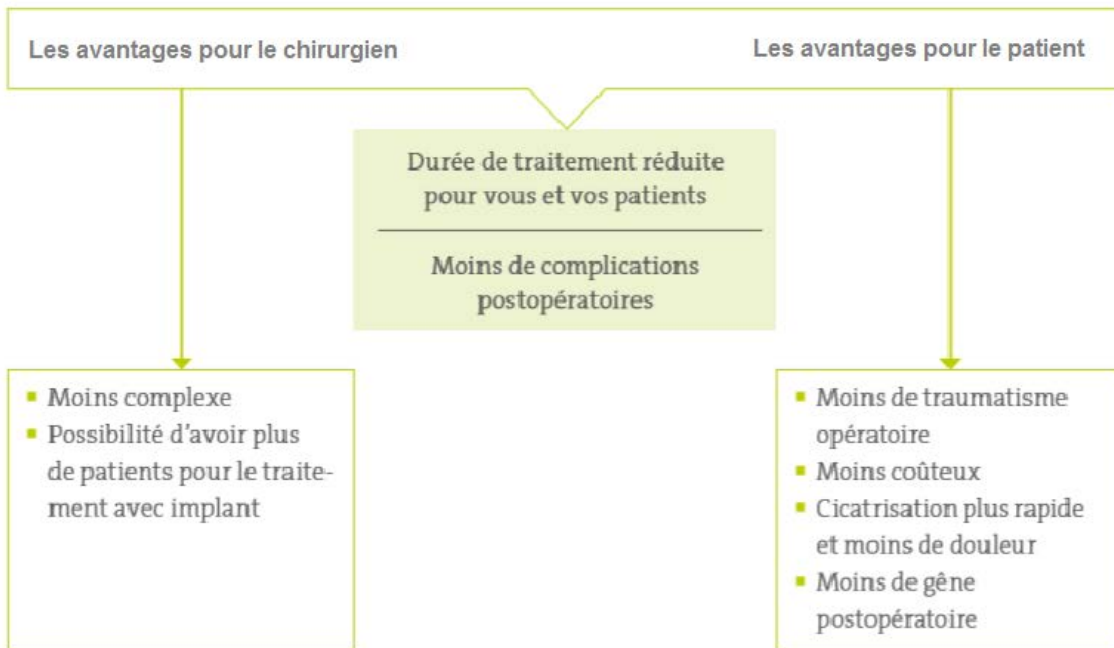 Les avantages pour le chirurgien
Les avantages pour le patient
Durée de traitement réduite
pour vous et vos patients
Moins de complications
postopératoires
Moins complexe
Possibilité d'avoir plus
de patients pour le traite-
ment avec implant
Moins de traumatisme
opératoire
Moins coûteux
Cicatrisation plus rapide
et moins de douleur
Moins de gêne
postopératoire